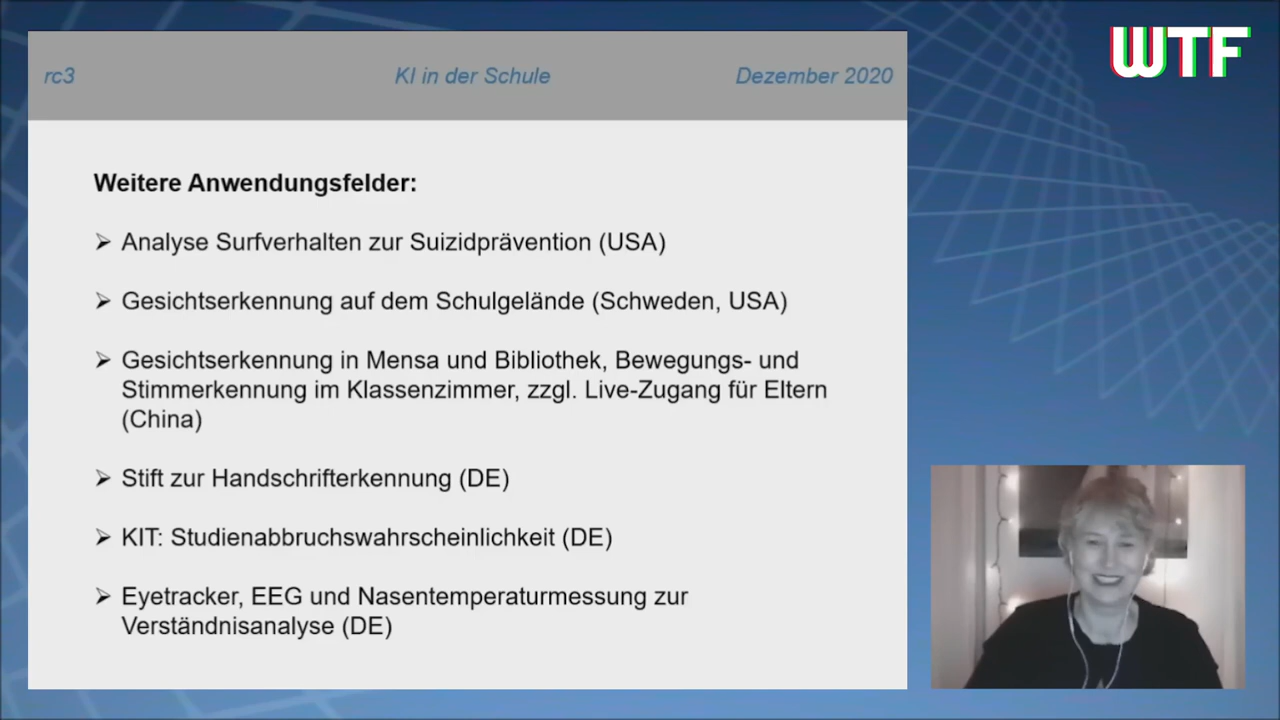 rc3 KI in der Schule Dezember 2020
WTF
Weitere Anwendungsfelder:
➢ Analyse Surfverhalten zur Suizidprävention (USA)
➢ Gesichtserkennung auf dem Schulgelände (Schweden, USA)
➢ Gesichtserkennung in Mensa und Bibliothek, Bewegungs- und
Stimmerkennung im Klassenzimmer, zzgl. Live-Zugang für Eltern
(China)
➢ Stift zur Handschrifterkennung (DE)
➢ KIT: Studienabbruchswahrscheinlichkeit (DE)
➢ Eyetracker, EEG und Nasentemperaturmessung zur
Verständnisanalyse (DE)